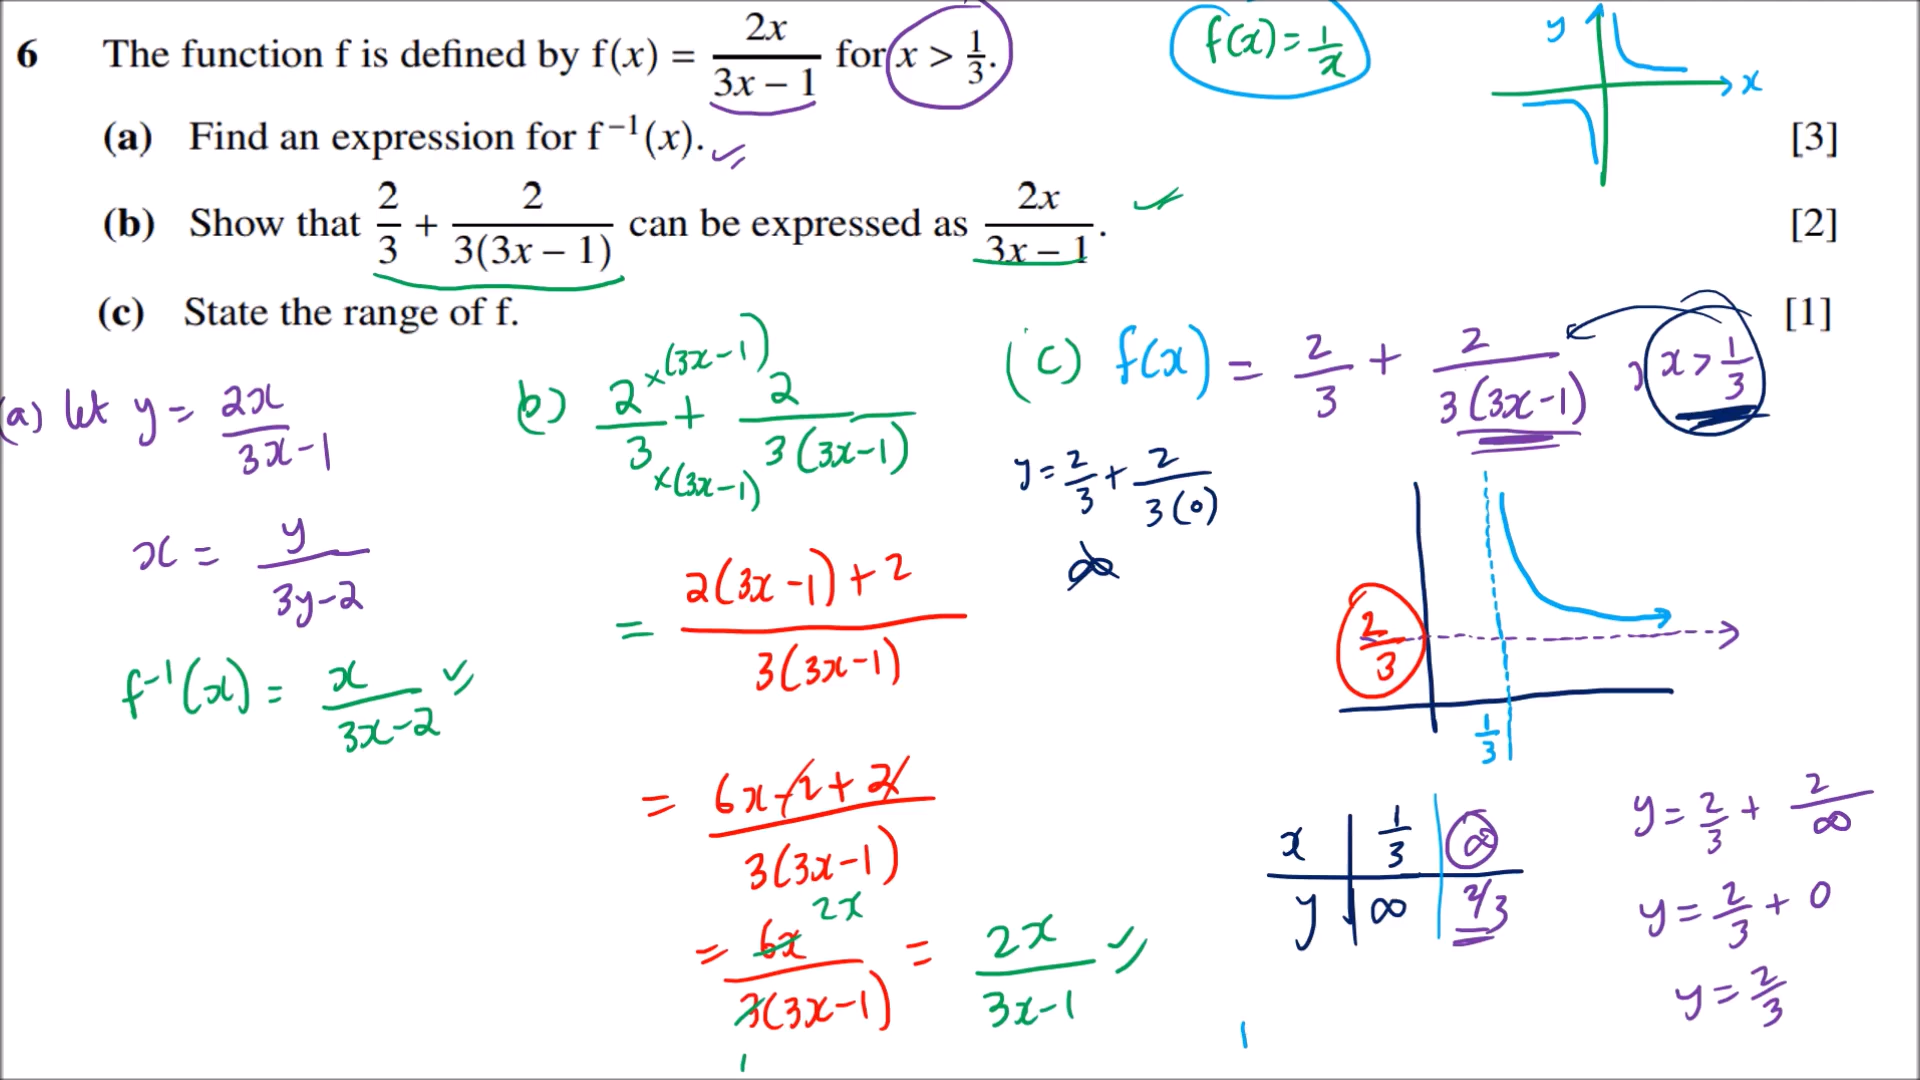 6 The function f is defined by f(x) = 2x/(3x − 1) for x > 1/3.
f(x) = 1/x
y
x
(a) Find an expression for f⁻¹(x). [3]
(b) Show that 2/3 + 2/(3(3x − 1)) can be expressed as 2x/(3x − 1). [2]
(c) State the range of f. [1]
(a) let y = 2x/(3x-1)
x = y/(3y-2)
f⁻¹(x) = x/(3x-2)
b) 2 ×(3x-1)/3 ×(3x-1) + 2/(3(3x-1))
= (2(3x-1)+2)/(3(3x-1))
= (6x-2+2)/(3(3x-1))
2x
= 6x/(3(3x-1)) = 2x/(3x-1)
1
(c) f(x) = 2/3 + 2/(3(3x-1)) , x > 1/3
y = 2/3 + 2/(3(0))
∞
2/3
1/3
x 1/3 ∞
y ∞ 2/3
y = 2/3 + 2/∞
y = 2/3 + 0
y = 2/3